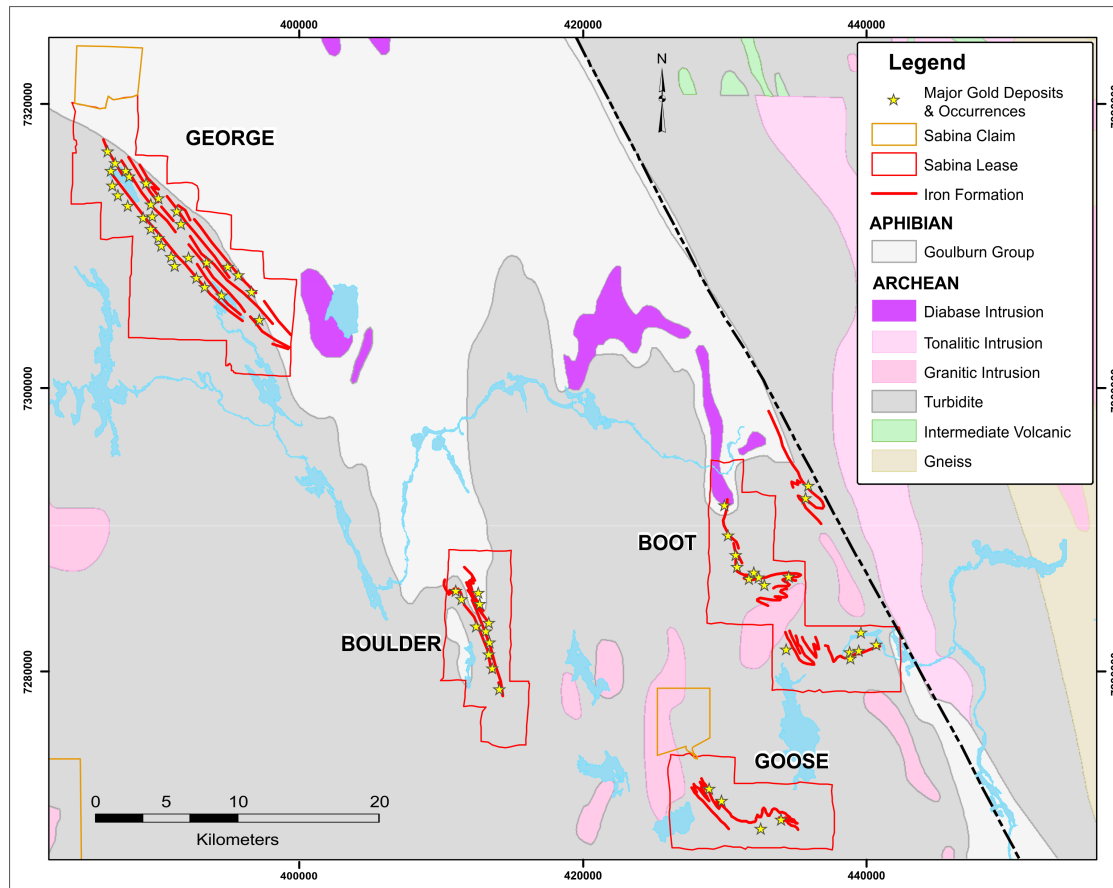 400000
420000
440000
N
7320000
7300000
7280000
GEORGE
BOOT
BOULDER
GOOSE
Legend
Major Gold Deposits
& Occurrences
Sabina Claim
Sabina Lease
Iron Formation
APHIBIAN
Goulburn Group
ARCHEAN
Diabase Intrusion
Tonalitic Intrusion
Granitic Intrusion
Turbidite
Intermediate Volcanic
Gneiss
0 5 10 20
Kilometers
400000
420000
440000